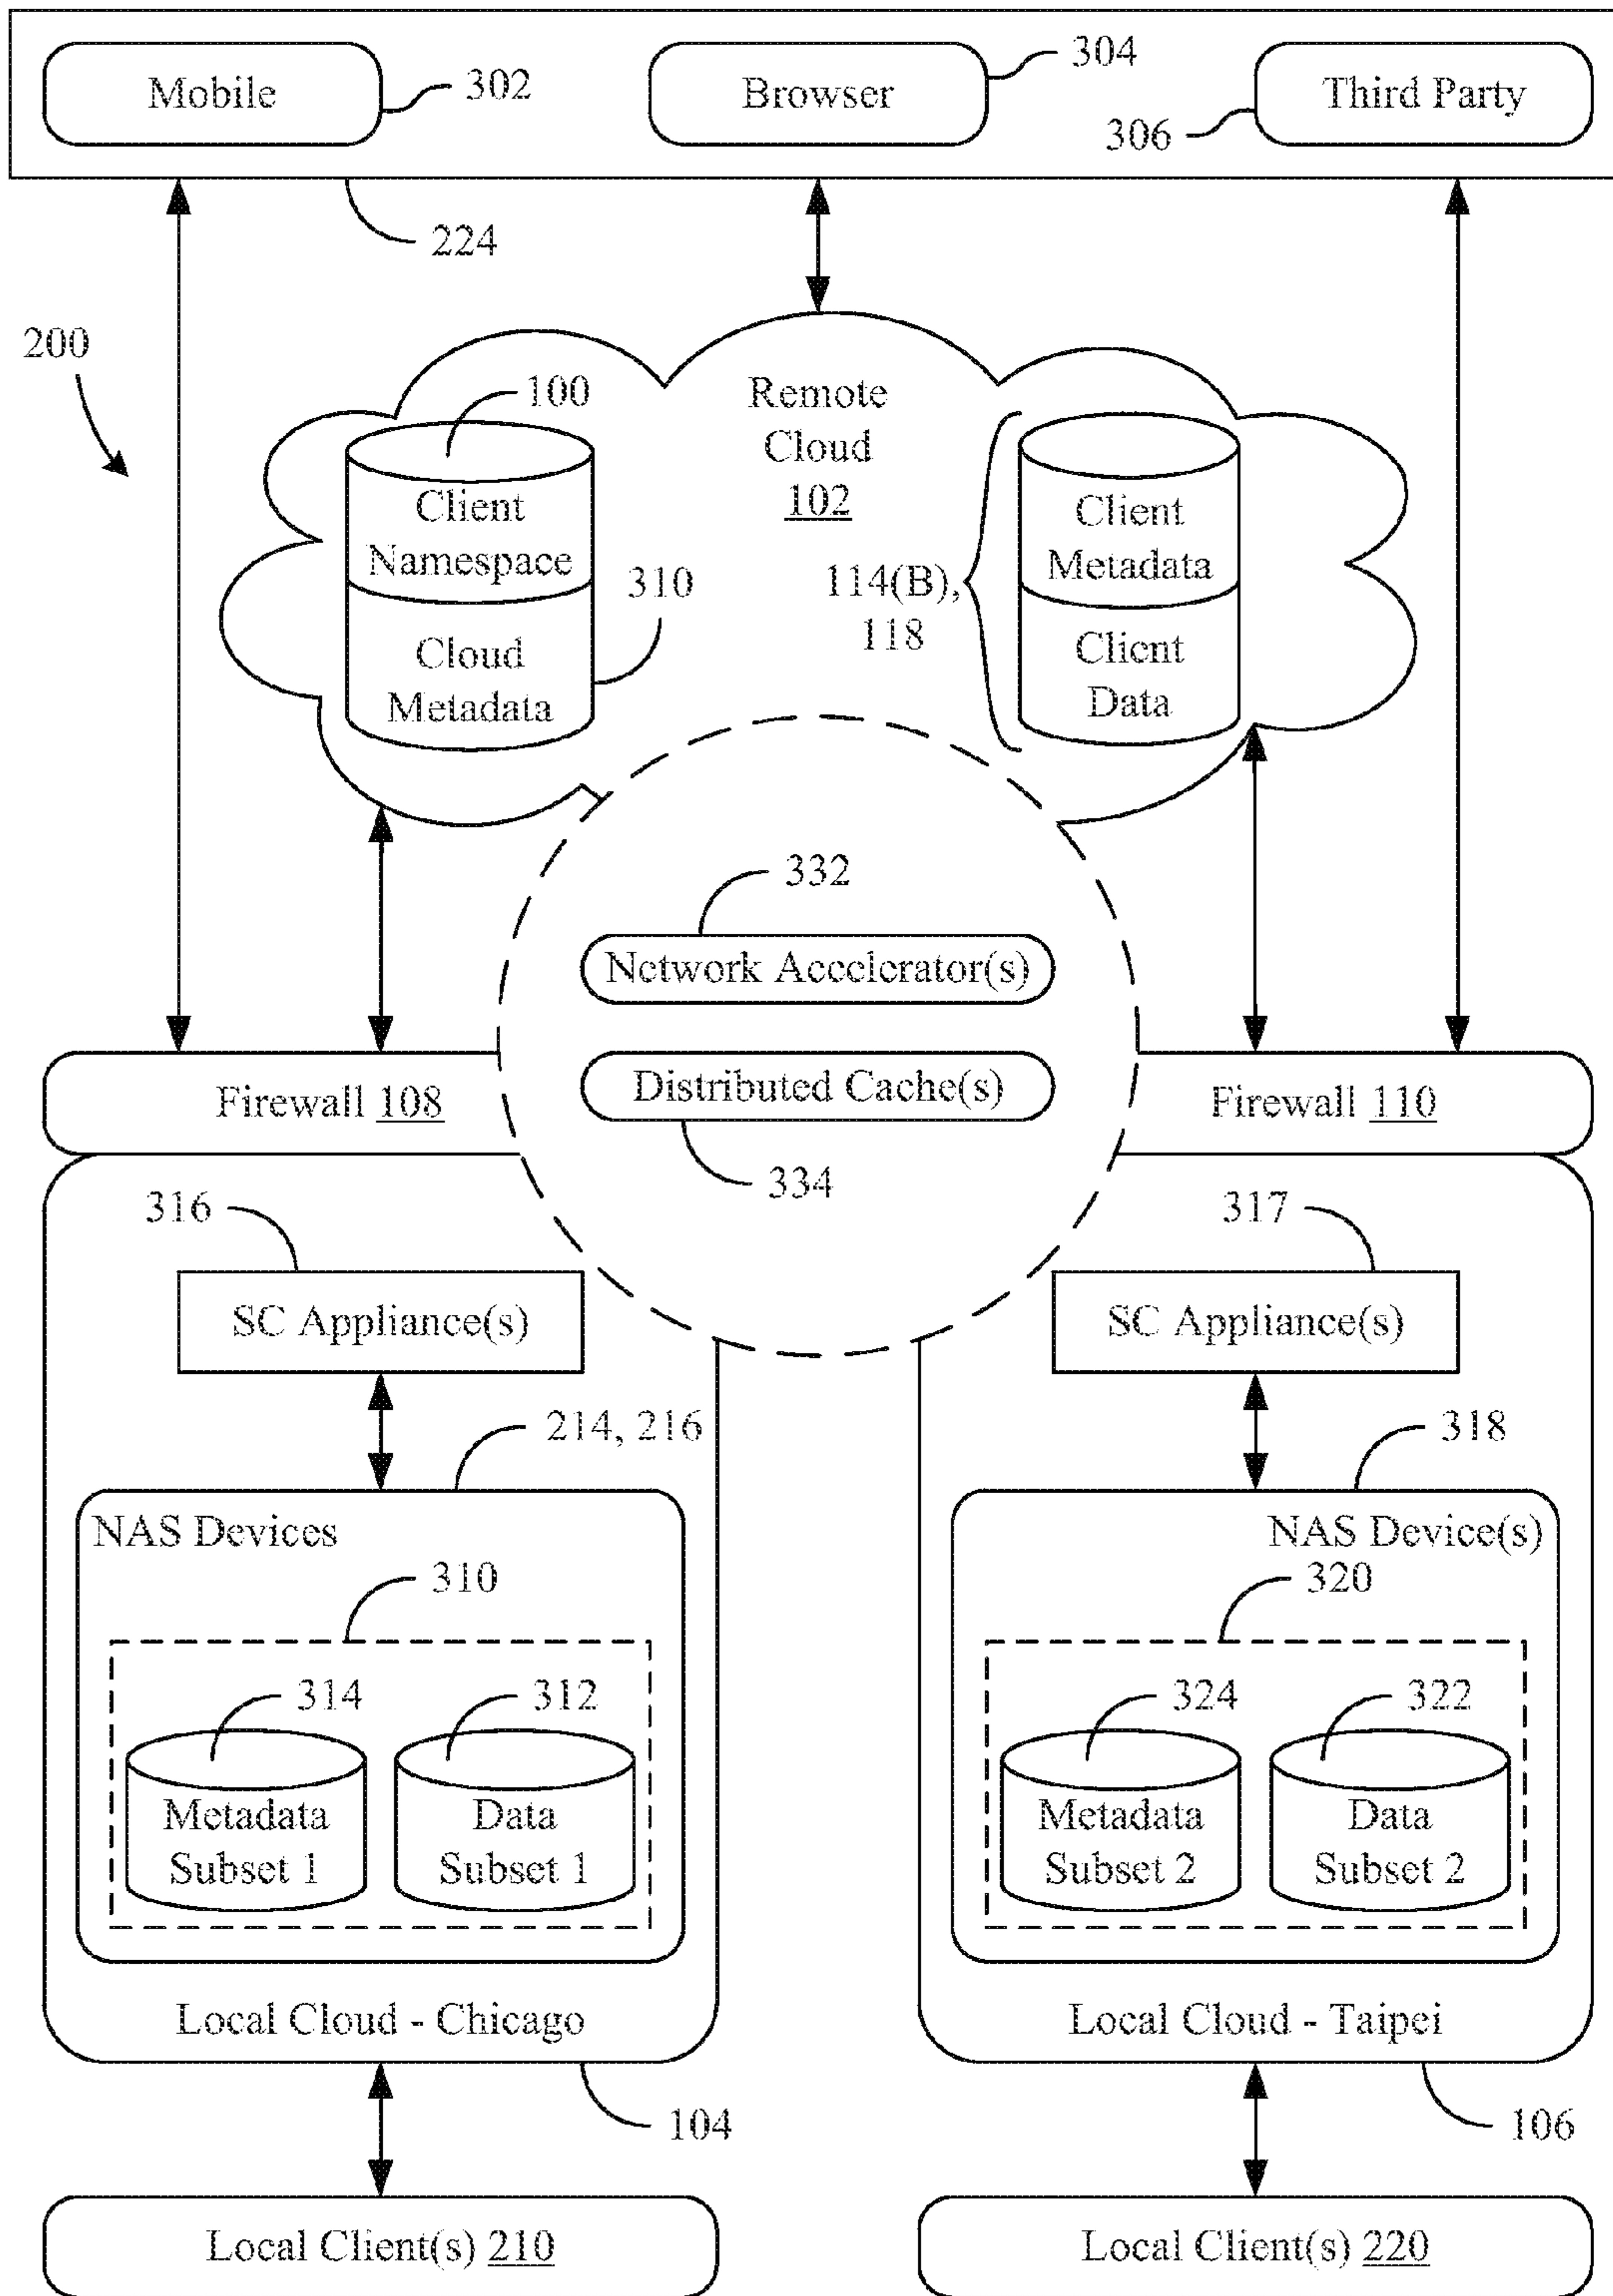 Mobile
302
Browser
304
Third Party
306
224
200
100
Client
Namespace
Cloud
Metadata
310
Remote
Cloud
102
114(B),
118
Client
Metadata
Client
Data
332
Network Accelerator(s)
Distributed Cache(s)
334
Firewall 108
Firewall 110
316
SC Appliance(s)
317
SC Appliance(s)
214, 216
NAS Devices
310
314
312
Metadata
Subset 1
Data
Subset 1
Local Cloud - Chicago
104
318
NAS Device(s)
320
324
322
Metadata
Subset 2
Data
Subset 2
Local Cloud - Taipei
106
Local Client(s) 210
Local Client(s) 220